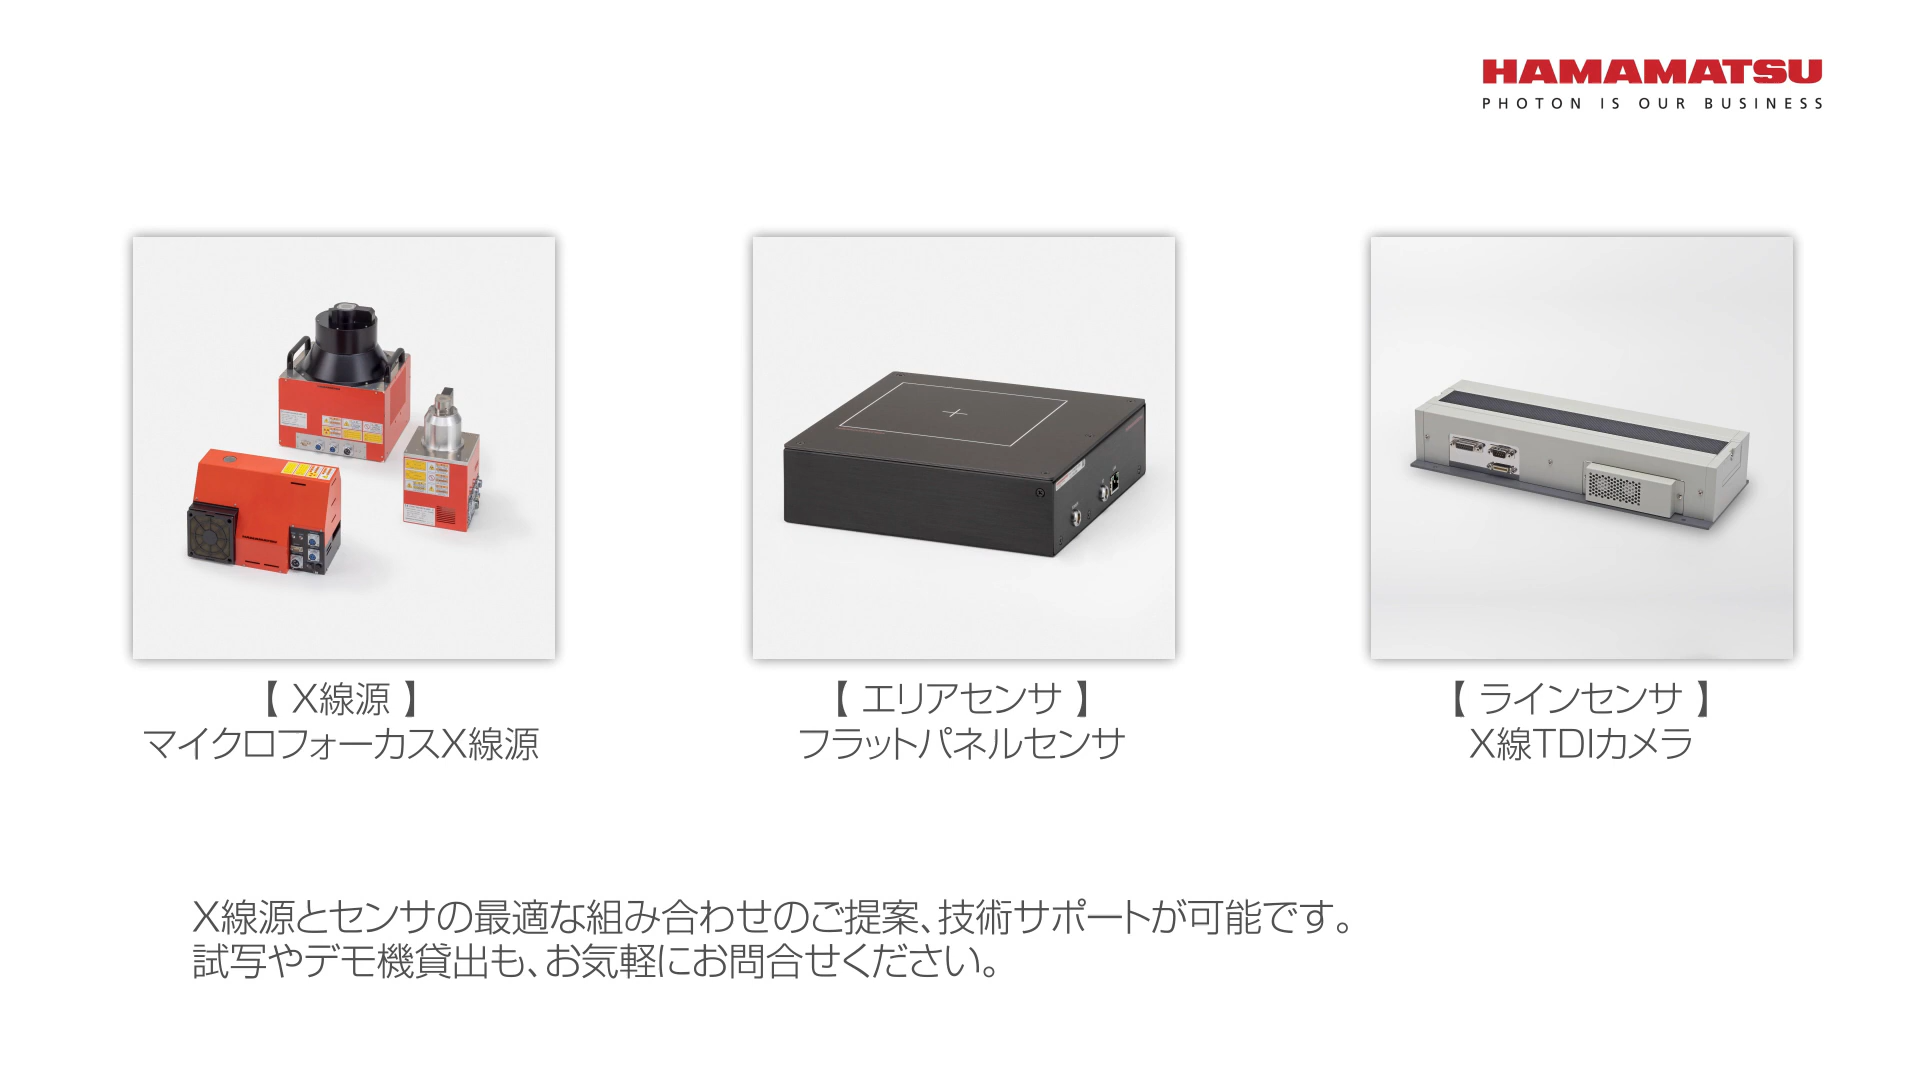 HAMAMATSU
PHOTON IS OUR BUSINESS
【 X線源 】
マイクロフォーカスX線源
【 エリアセンサ 】
フラットパネルセンサ
【 ラインセンサ 】
X線TDIカメラ
X線源とセンサの最適な組み合わせのご提案、技術サポートが可能です。
試写やデモ機貸出も、お気軽にお問合せください。